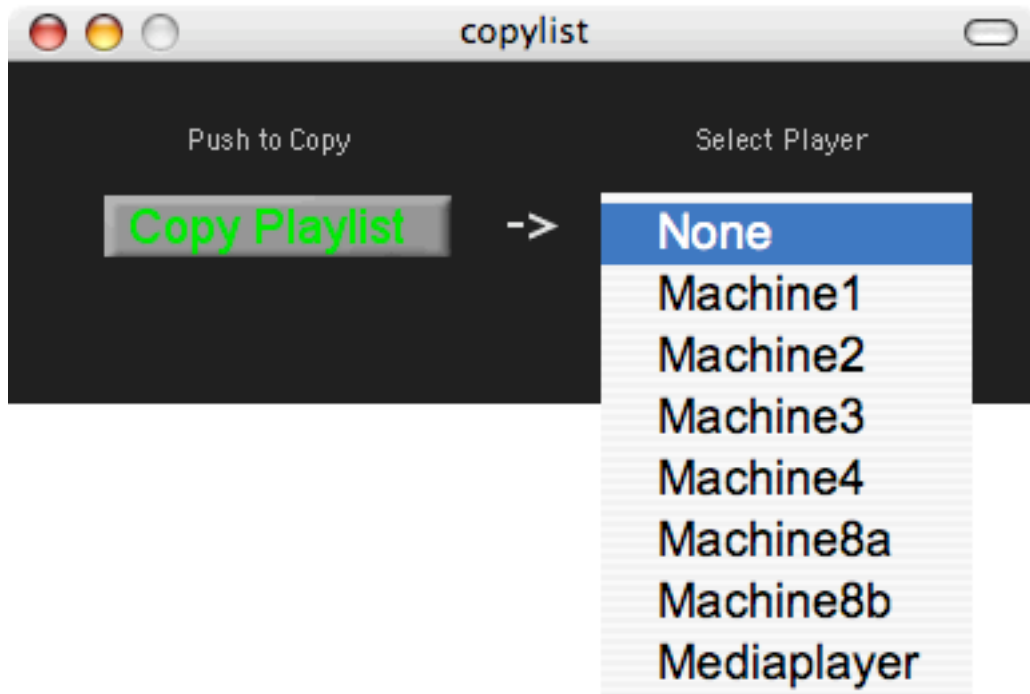 copylist
Push to Copy
Select Player
Copy Playlist
->
None
Machine1
Machine2
Machine3
Machine4
Machine8a
Machine8b
Mediaplayer